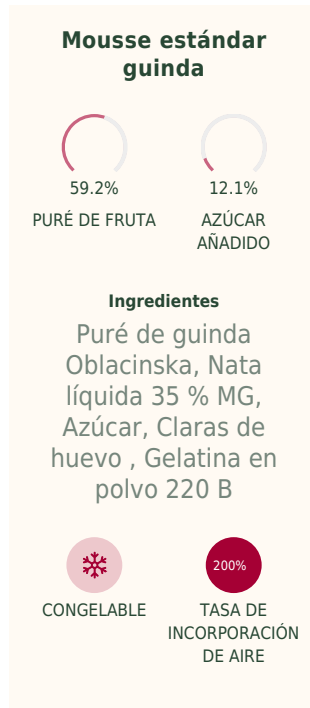 Mousse estándar
guinda
59.2%
PURÉ DE FRUTA
12.1%
AZÚCAR
AÑADIDO
Ingredientes
Puré de guinda
Oblacinska, Nata
líquida 35 % MG,
Azúcar, Claras de
huevo , Gelatina en
polvo 220 B
CONGELABLE
200%
TASA DE
INCORPORACIÓN
DE AIRE